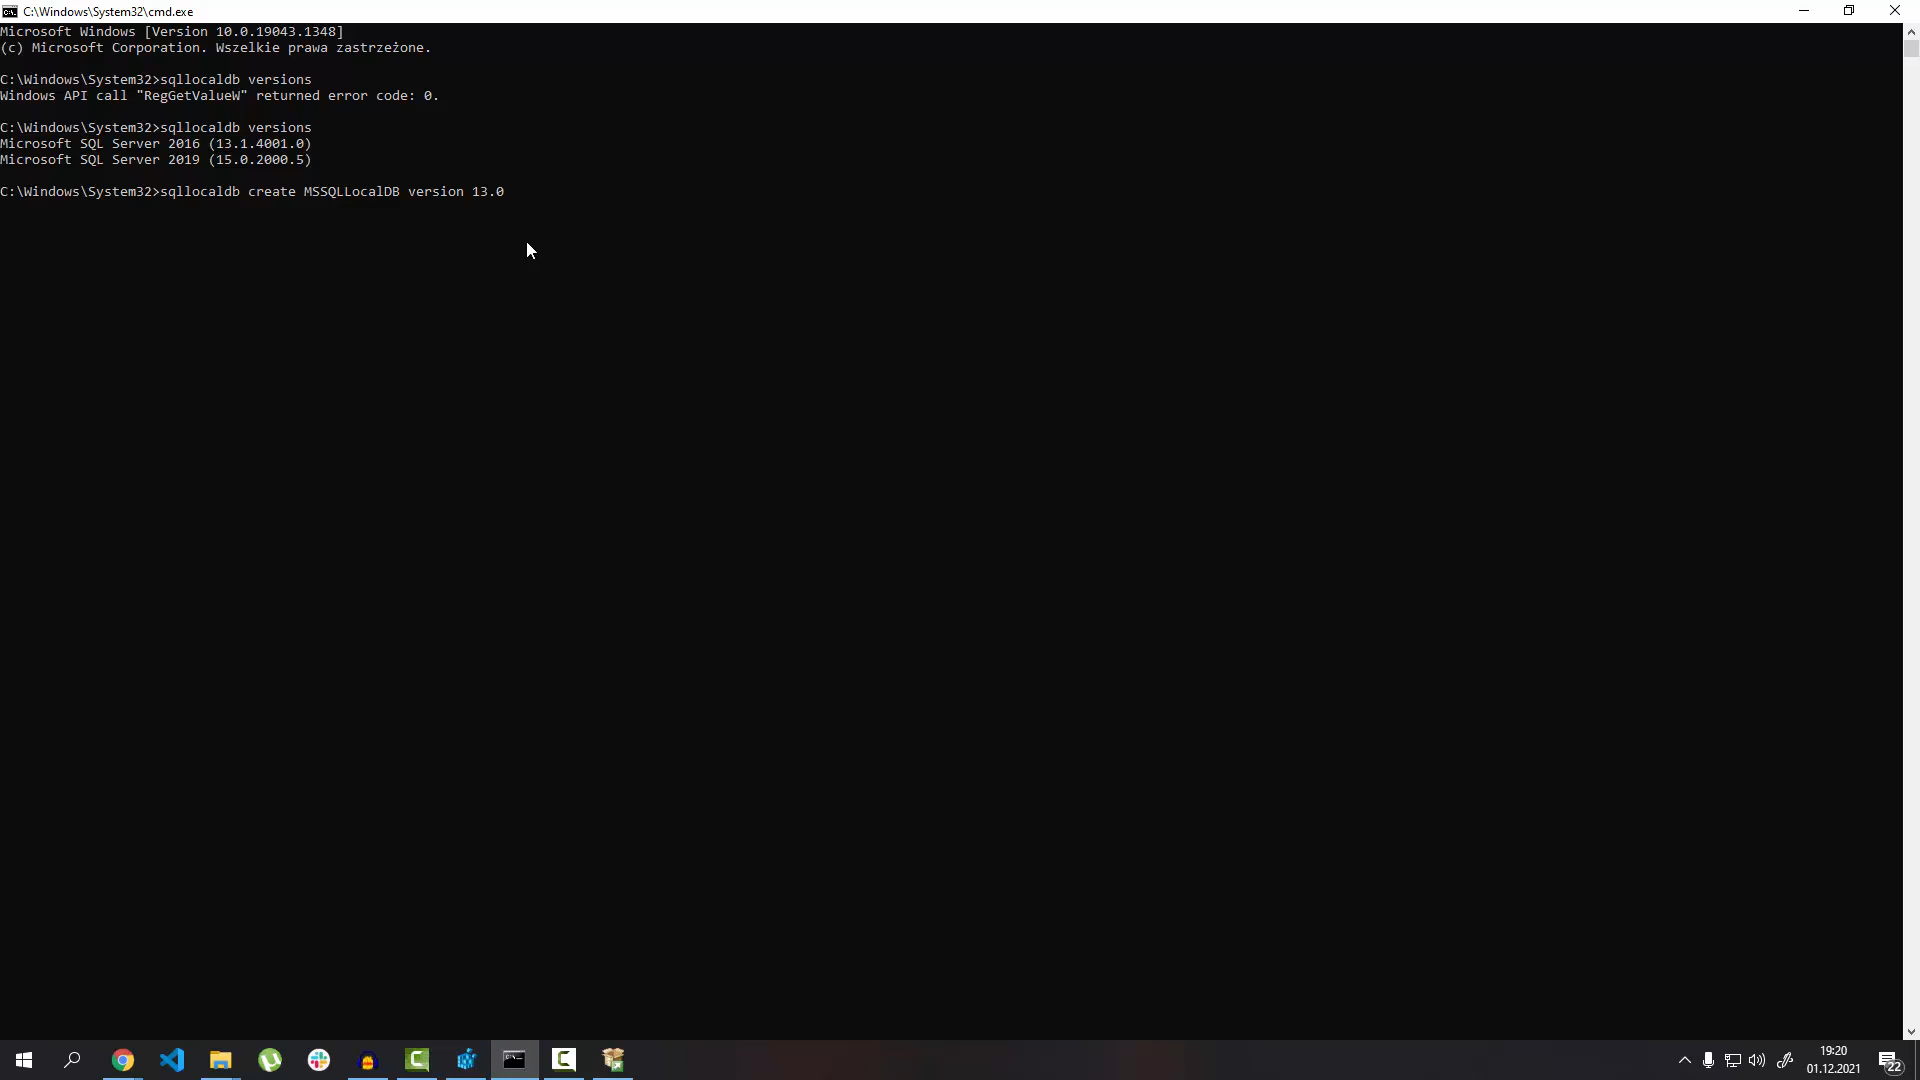 C:\Windows\System32\cmd.exe
Microsoft Windows [Version 10.0.19043.1348]
(c) Microsoft Corporation. Wszelkie prawa zastrzeżone.
C:\Windows\System32>sqllocaldb versions
Windows API call "RegGetValueW" returned error code: 0.
C:\Windows\System32>sqllocaldb versions
Microsoft SQL Server 2016 (13.1.4001.0)
Microsoft SQL Server 2019 (15.0.2000.5)
C:\Windows\System32>sqllocaldb create MSSQLLocalDB version 13.0
19:20
01.12.2021
22